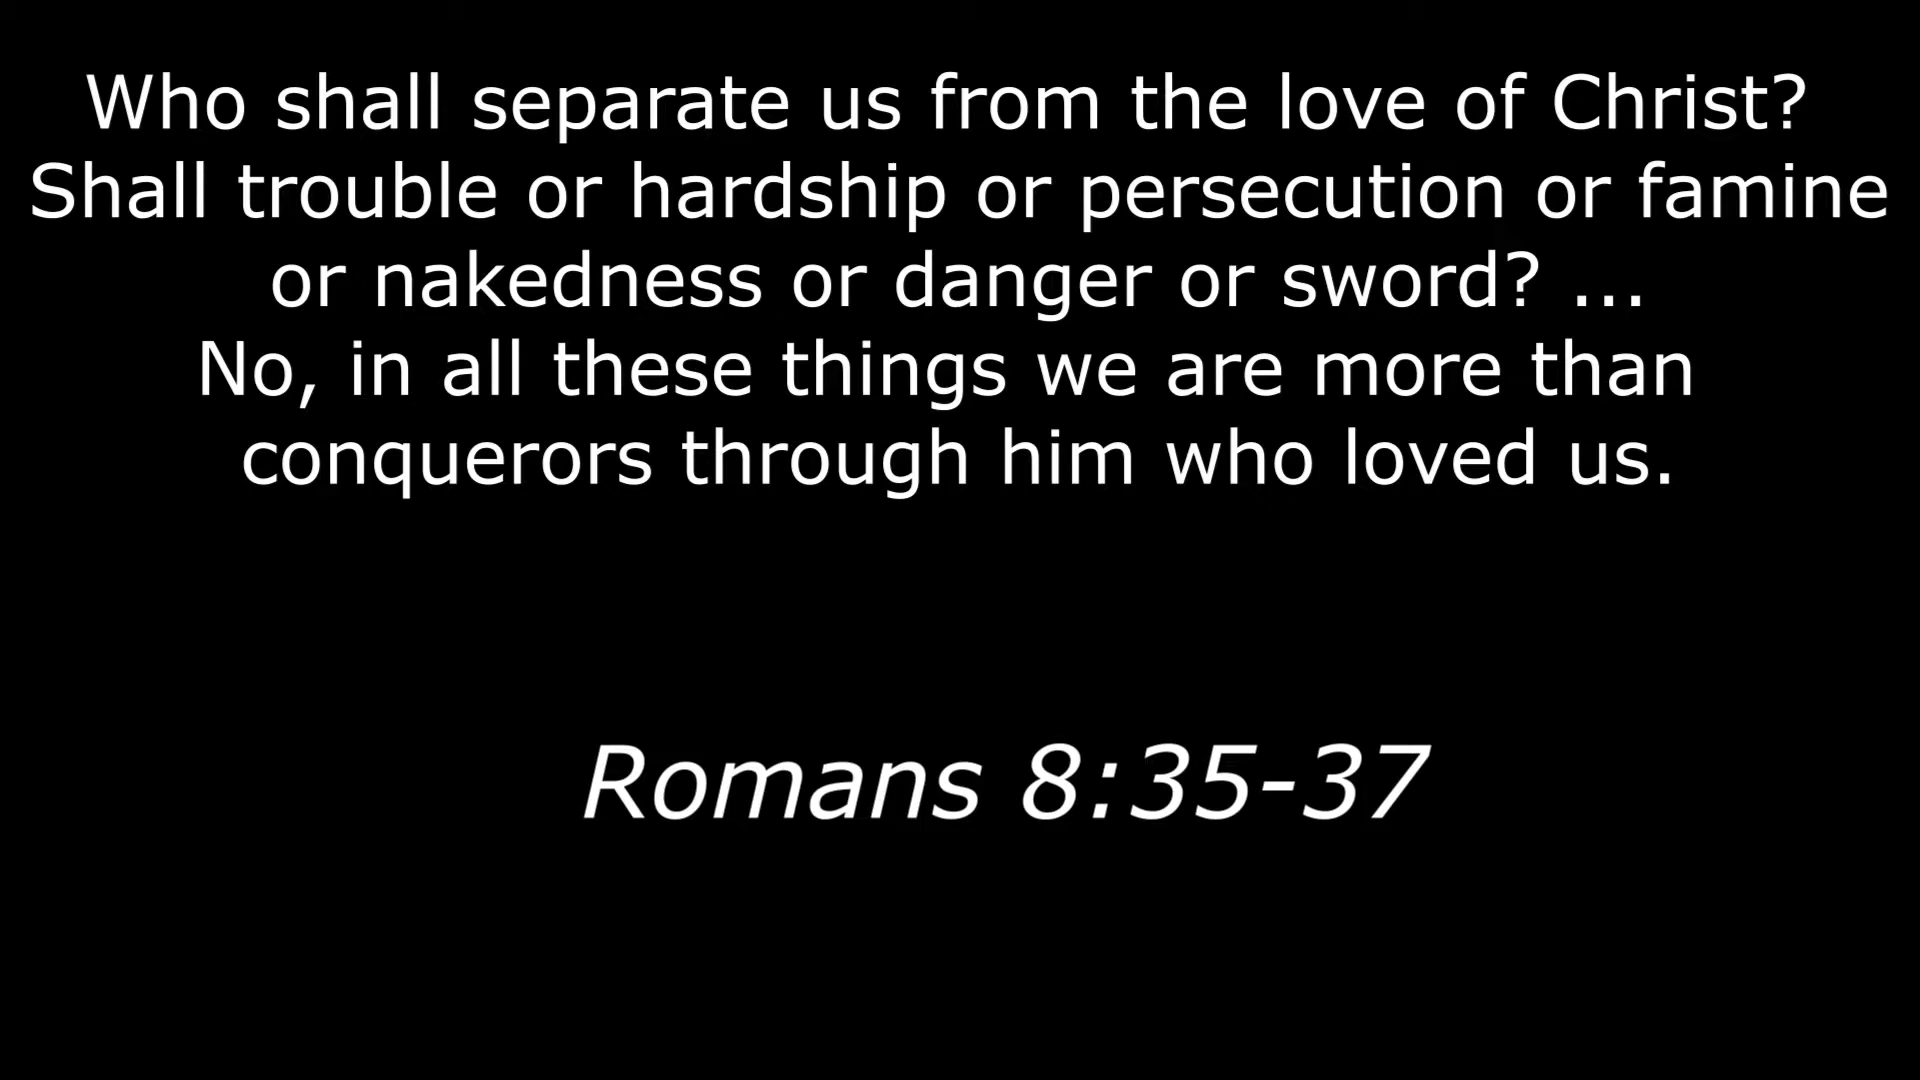 Who shall separate us from the love of Christ?
Shall trouble or hardship or persecution or famine
or nakedness or danger or sword? ...
No, in all these things we are more than
conquerors through him who loved us.
Romans 8:35-37